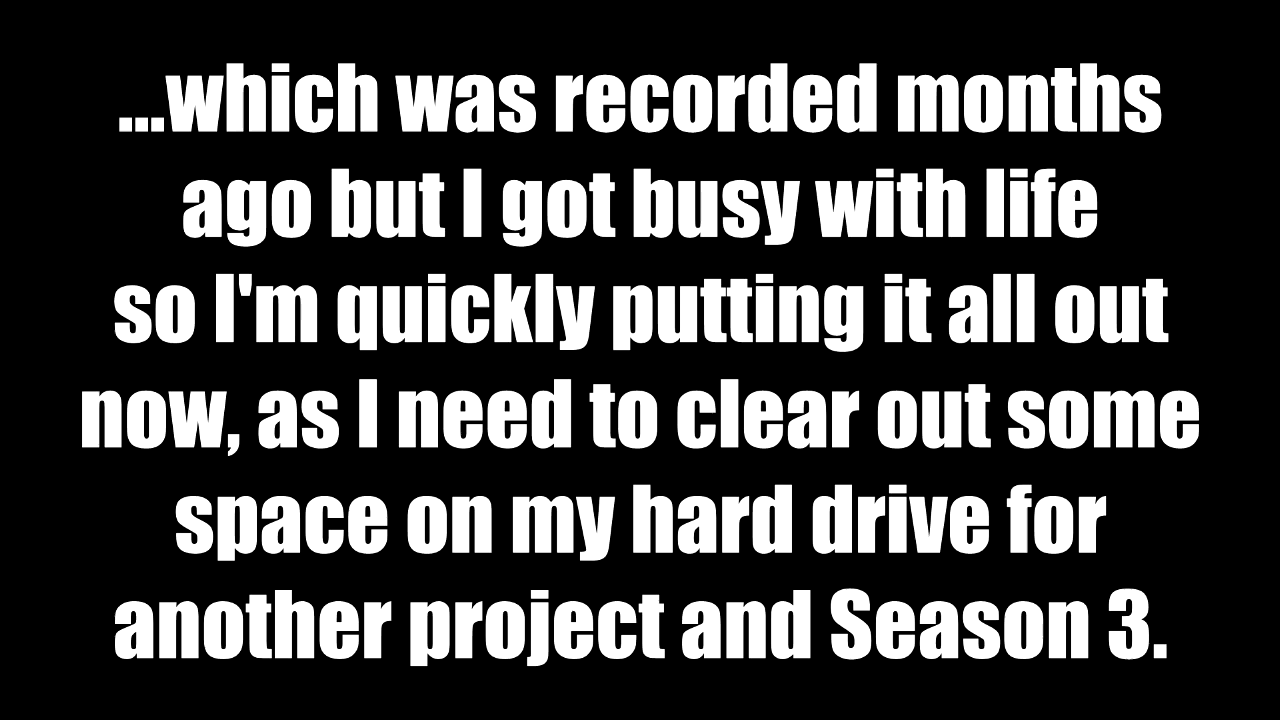 ...which was recorded months
ago but I got busy with life
so I'm quickly putting it all out
now, as I need to clear out some
space on my hard drive for
another project and Season 3.